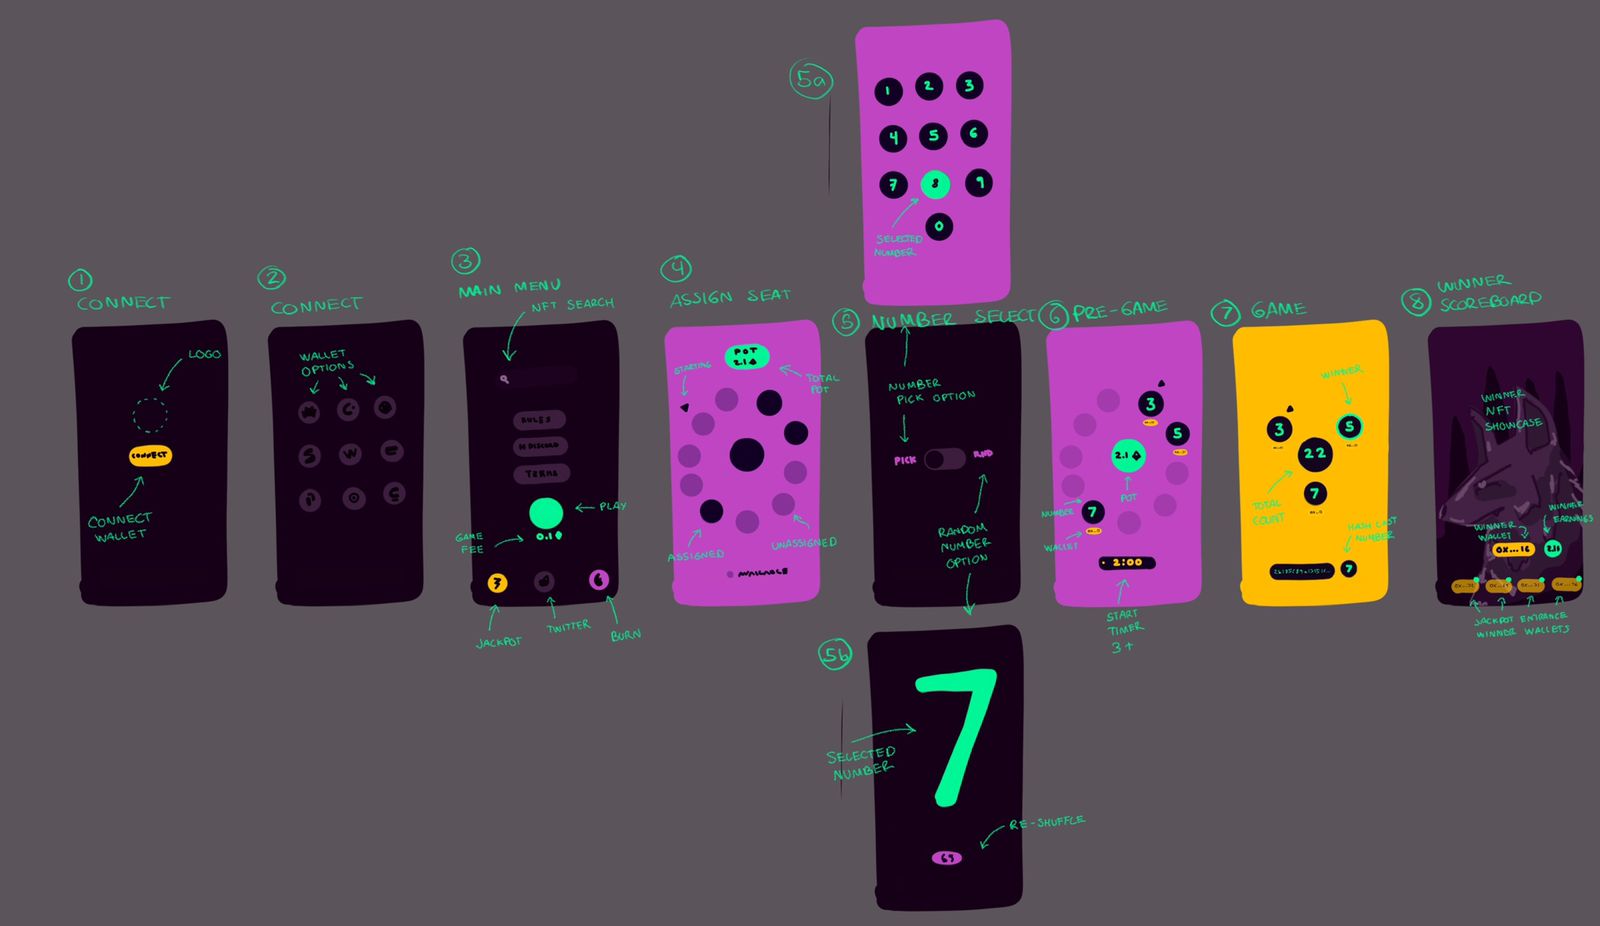 5a
1 2 3
4 5 6
7 8 9
0
SELECTED
NUMBER
1
CONNECT
LOGO
CONNECT
CONNECT
WALLET
2
CONNECT
WALLET
OPTIONS
3
MAIN MENU
NFT SEARCH
RULES
TERMS
PLAY
GAME
FEE
0.1
JACKPOT
TWITTER
BURN
4
ASSIGN SEAT
POT
2.1
STARTING
TOTAL
POT
ASSIGNED
UNASSIGNED
AVAILABLE
5
NUMBER SELECT
NUMBER
PICK OPTION
PICK
RND
RANDOM
NUMBER
OPTION
5b
7
SELECTED
NUMBER
RE-SHUFFLE
6
PRE-GAME
3
5
2.1
POT
NUMBER
7
WALLET
2:00
START
TIMER
3+
7
GAME
WINNER
3
5
22
7
TOTAL
COUNT
HASH LAST
NUMBER
7
8
WINNER
SCOREBOARD
WINNER
NFT
SHOWCASE
WINNER
WALLET
WINNER
EARNINGS
0X...16
JACKPOT ENTRANCE
WINNER WALLETS